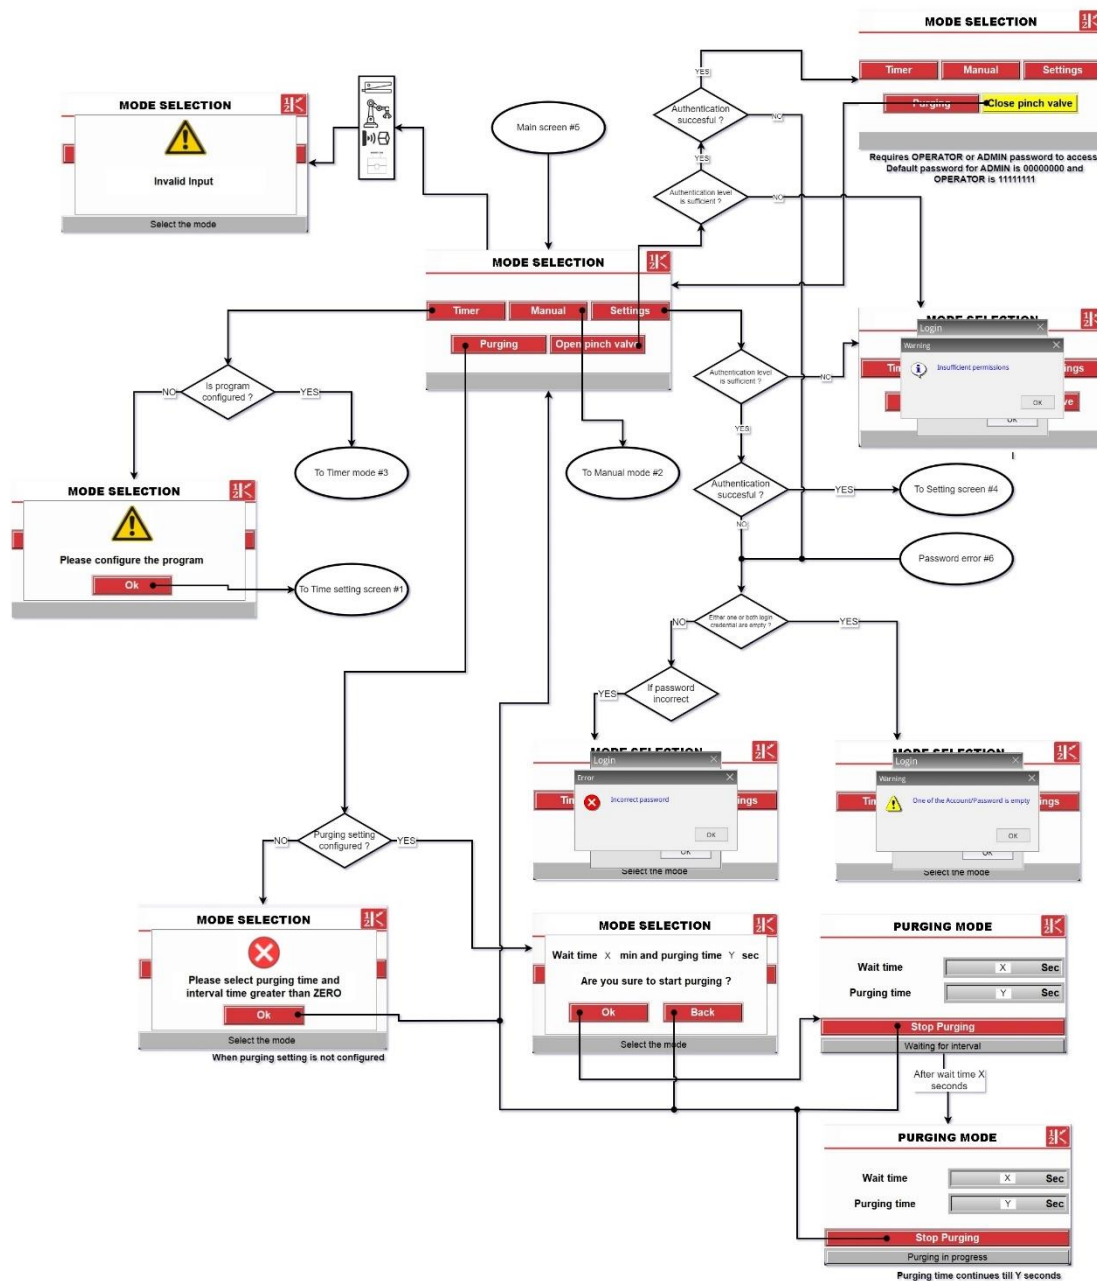 MODE SELECTION
Timer
Manual
Settings
Purging
Close pinch valve
Requires OPERATOR or ADMIN password to access
Default password for ADMIN is 00000000 and
OPERATOR is 11111111
YES
Authentication
succesful ?
NO
YES
Authentication level
is sufficient ?
NO
Main screen #5
MODE SELECTION
Invalid Input
Select the mode
MODE SELECTION
Timer
Manual
Settings
Purging
Open pinch valve
Is
program
configured ?
NO
YES
To Timer mode #3
To Manual mode #2
Authentication level
is sufficient ?
NO
YES
MODE SELECTION
Login
Warning
Insufficient permissions
OK
OK
Authentication
succesful ?
YES
To Setting screen #4
NO
Password error #6
MODE SELECTION
Please configure the program
Ok
To Time setting screen #1
Either one or both login
credential are empty ?
NO
YES
If password
incorrect
YES
MODE SELECTION
Login
Error
Incorrect password
OK
OK
Select the mode
MODE SELECTION
Login
Warning
One of the Account/Password is empty
OK
OK
Select the mode
Purging setting
configured ?
NO
YES
MODE SELECTION
Please select purging time and
interval time greater than ZERO
Ok
Select the mode
When purging setting is not configured
MODE SELECTION
Wait time X min and purging time Y sec
Are you sure to start purging ?
Ok
Back
Select the mode
PURGING MODE
Wait time X Sec
Purging time Y Sec
Stop Purging
Waiting for interval
After wait time X
seconds
PURGING MODE
Wait time X Sec
Purging time Y Sec
Stop Purging
Purging in progress
Purging time continues till Y seconds